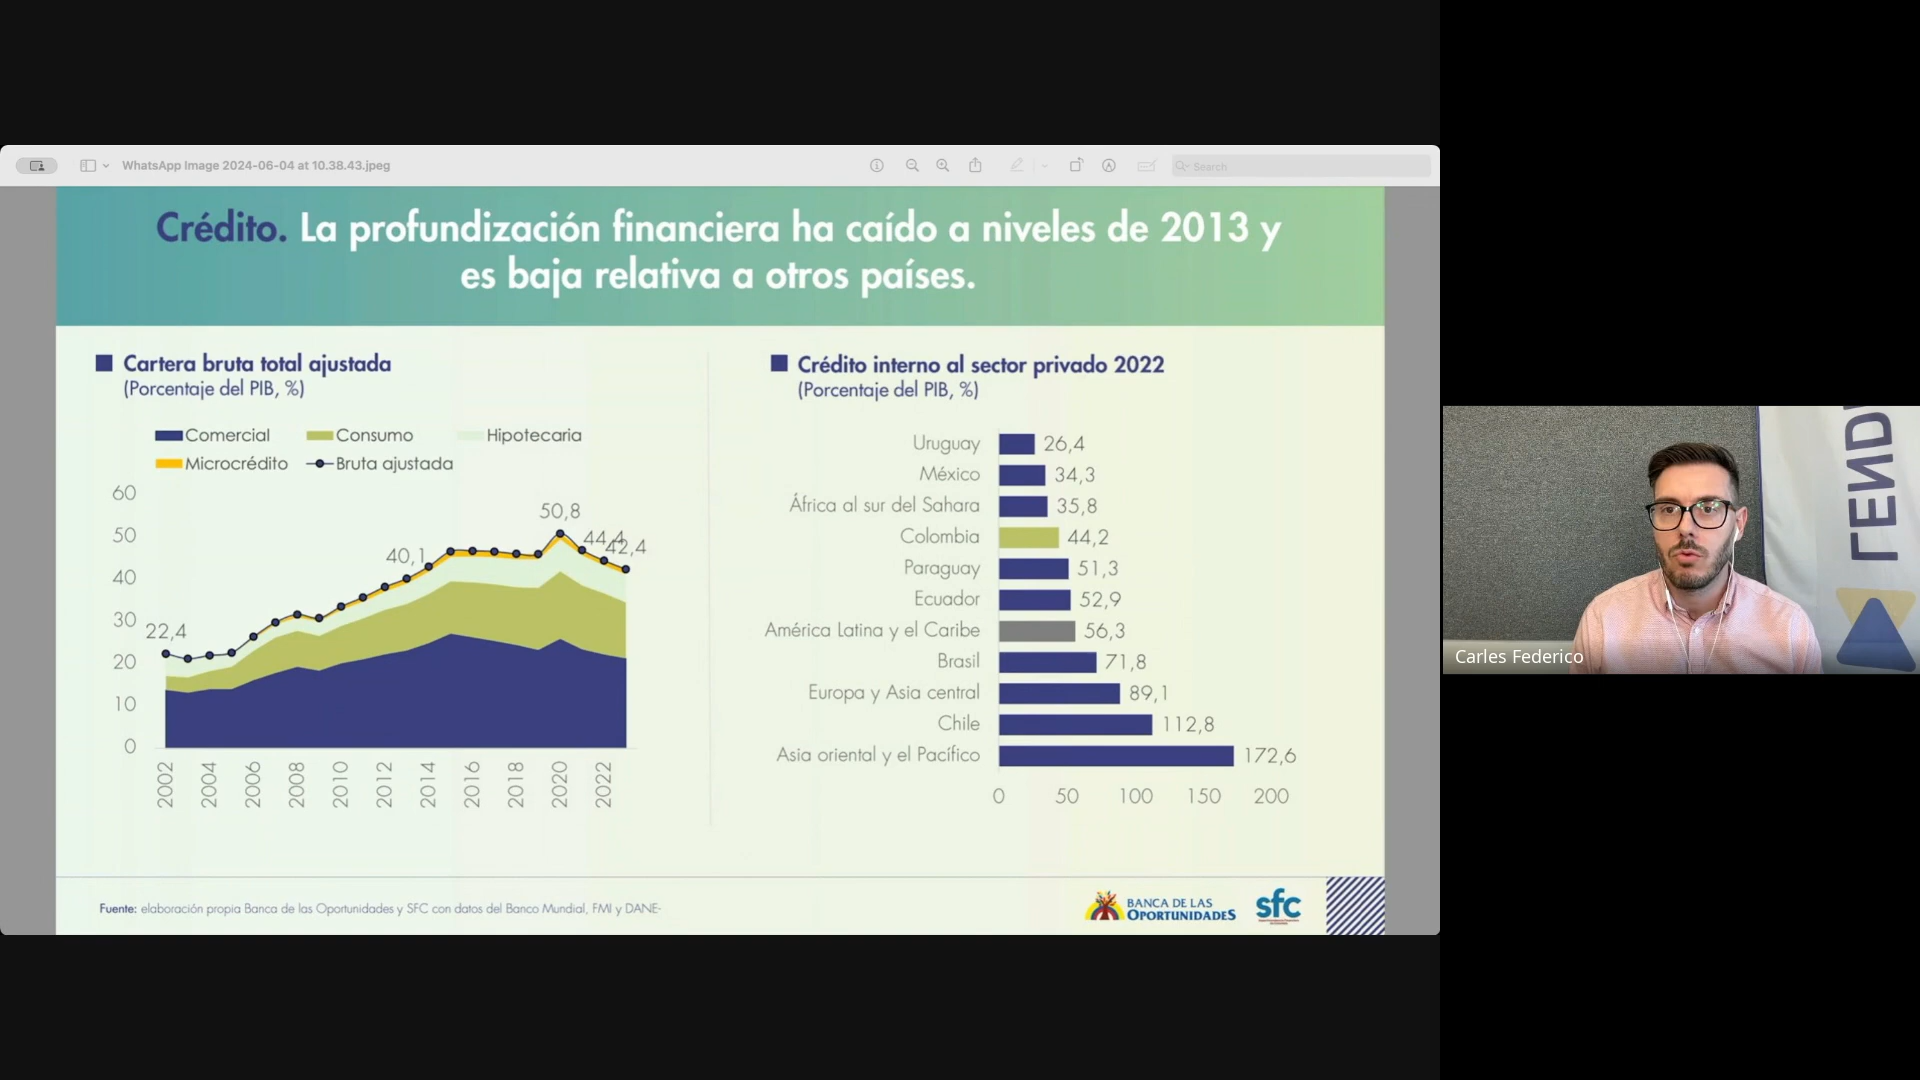 WhatsApp Image 2024-06-04 at 10.38.43.jpeg
Search
Crédito. La profundización financiera ha caído a niveles de 2013 y
es baja relativa a otros países.
Cartera bruta total ajustada
(Porcentaje del PIB, %)
Comercial Consumo Hipotecaria
Microcrédito Bruta ajustada
60
50
40
30
20
10
0
22,4
40,1
50,8
44,4
42,4
2002 2004 2006 2008 2010 2012 2014 2016 2018 2020 2022
Crédito interno al sector privado 2022
(Porcentaje del PIB, %)
Uruguay 26,4
México 34,3
África al sur del Sahara 35,8
Colombia 44,2
Paraguay 51,3
Ecuador 52,9
América Latina y el Caribe 56,3
Brasil 71,8
Europa y Asia central 89,1
Chile 112,8
Asia oriental y el Pacífico 172,6
0 50 100 150 200
Fuente: elaboración propia Banca de las Oportunidades y SFC con datos del Banco Mundial, FMI y DANE-
BANCA DE LAS
OPORTUNIDADES
sfc
LEND
Carles Federico